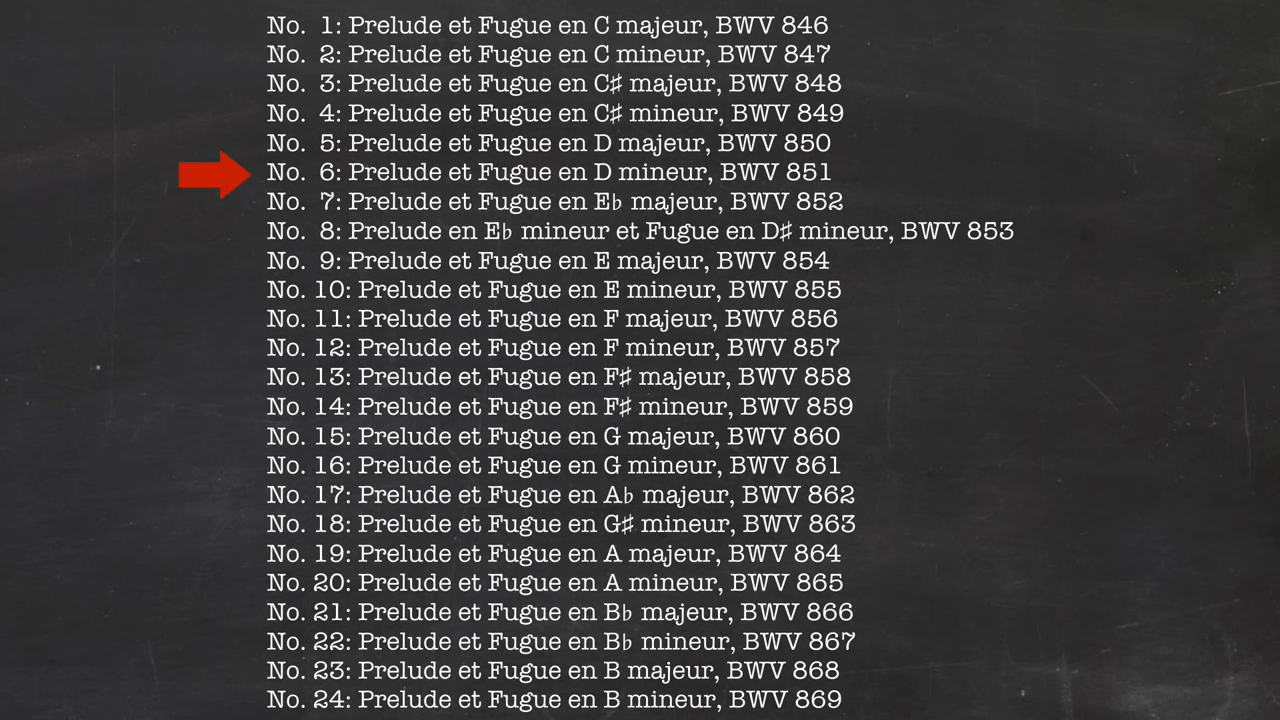 No. 1: Prelude et Fugue en C majeur, BWV 846
No. 2: Prelude et Fugue en C mineur, BWV 847
No. 3: Prelude et Fugue en C♯ majeur, BWV 848
No. 4: Prelude et Fugue en C♯ mineur, BWV 849
No. 5: Prelude et Fugue en D majeur, BWV 850
No. 6: Prelude et Fugue en D mineur, BWV 851
No. 7: Prelude et Fugue en E♭ majeur, BWV 852
No. 8: Prelude en E♭ mineur et Fugue en D♯ mineur, BWV 853
No. 9: Prelude et Fugue en E majeur, BWV 854
No. 10: Prelude et Fugue en E mineur, BWV 855
No. 11: Prelude et Fugue en F majeur, BWV 856
No. 12: Prelude et Fugue en F mineur, BWV 857
No. 13: Prelude et Fugue en F♯ majeur, BWV 858
No. 14: Prelude et Fugue en F♯ mineur, BWV 859
No. 15: Prelude et Fugue en G majeur, BWV 860
No. 16: Prelude et Fugue en G mineur, BWV 861
No. 17: Prelude et Fugue en A♭ majeur, BWV 862
No. 18: Prelude et Fugue en G♯ mineur, BWV 863
No. 19: Prelude et Fugue en A majeur, BWV 864
No. 20: Prelude et Fugue en A mineur, BWV 865
No. 21: Prelude et Fugue en B♭ majeur, BWV 866
No. 22: Prelude et Fugue en B♭ mineur, BWV 867
No. 23: Prelude et Fugue en B majeur, BWV 868
No. 24: Prelude et Fugue en B mineur, BWV 869